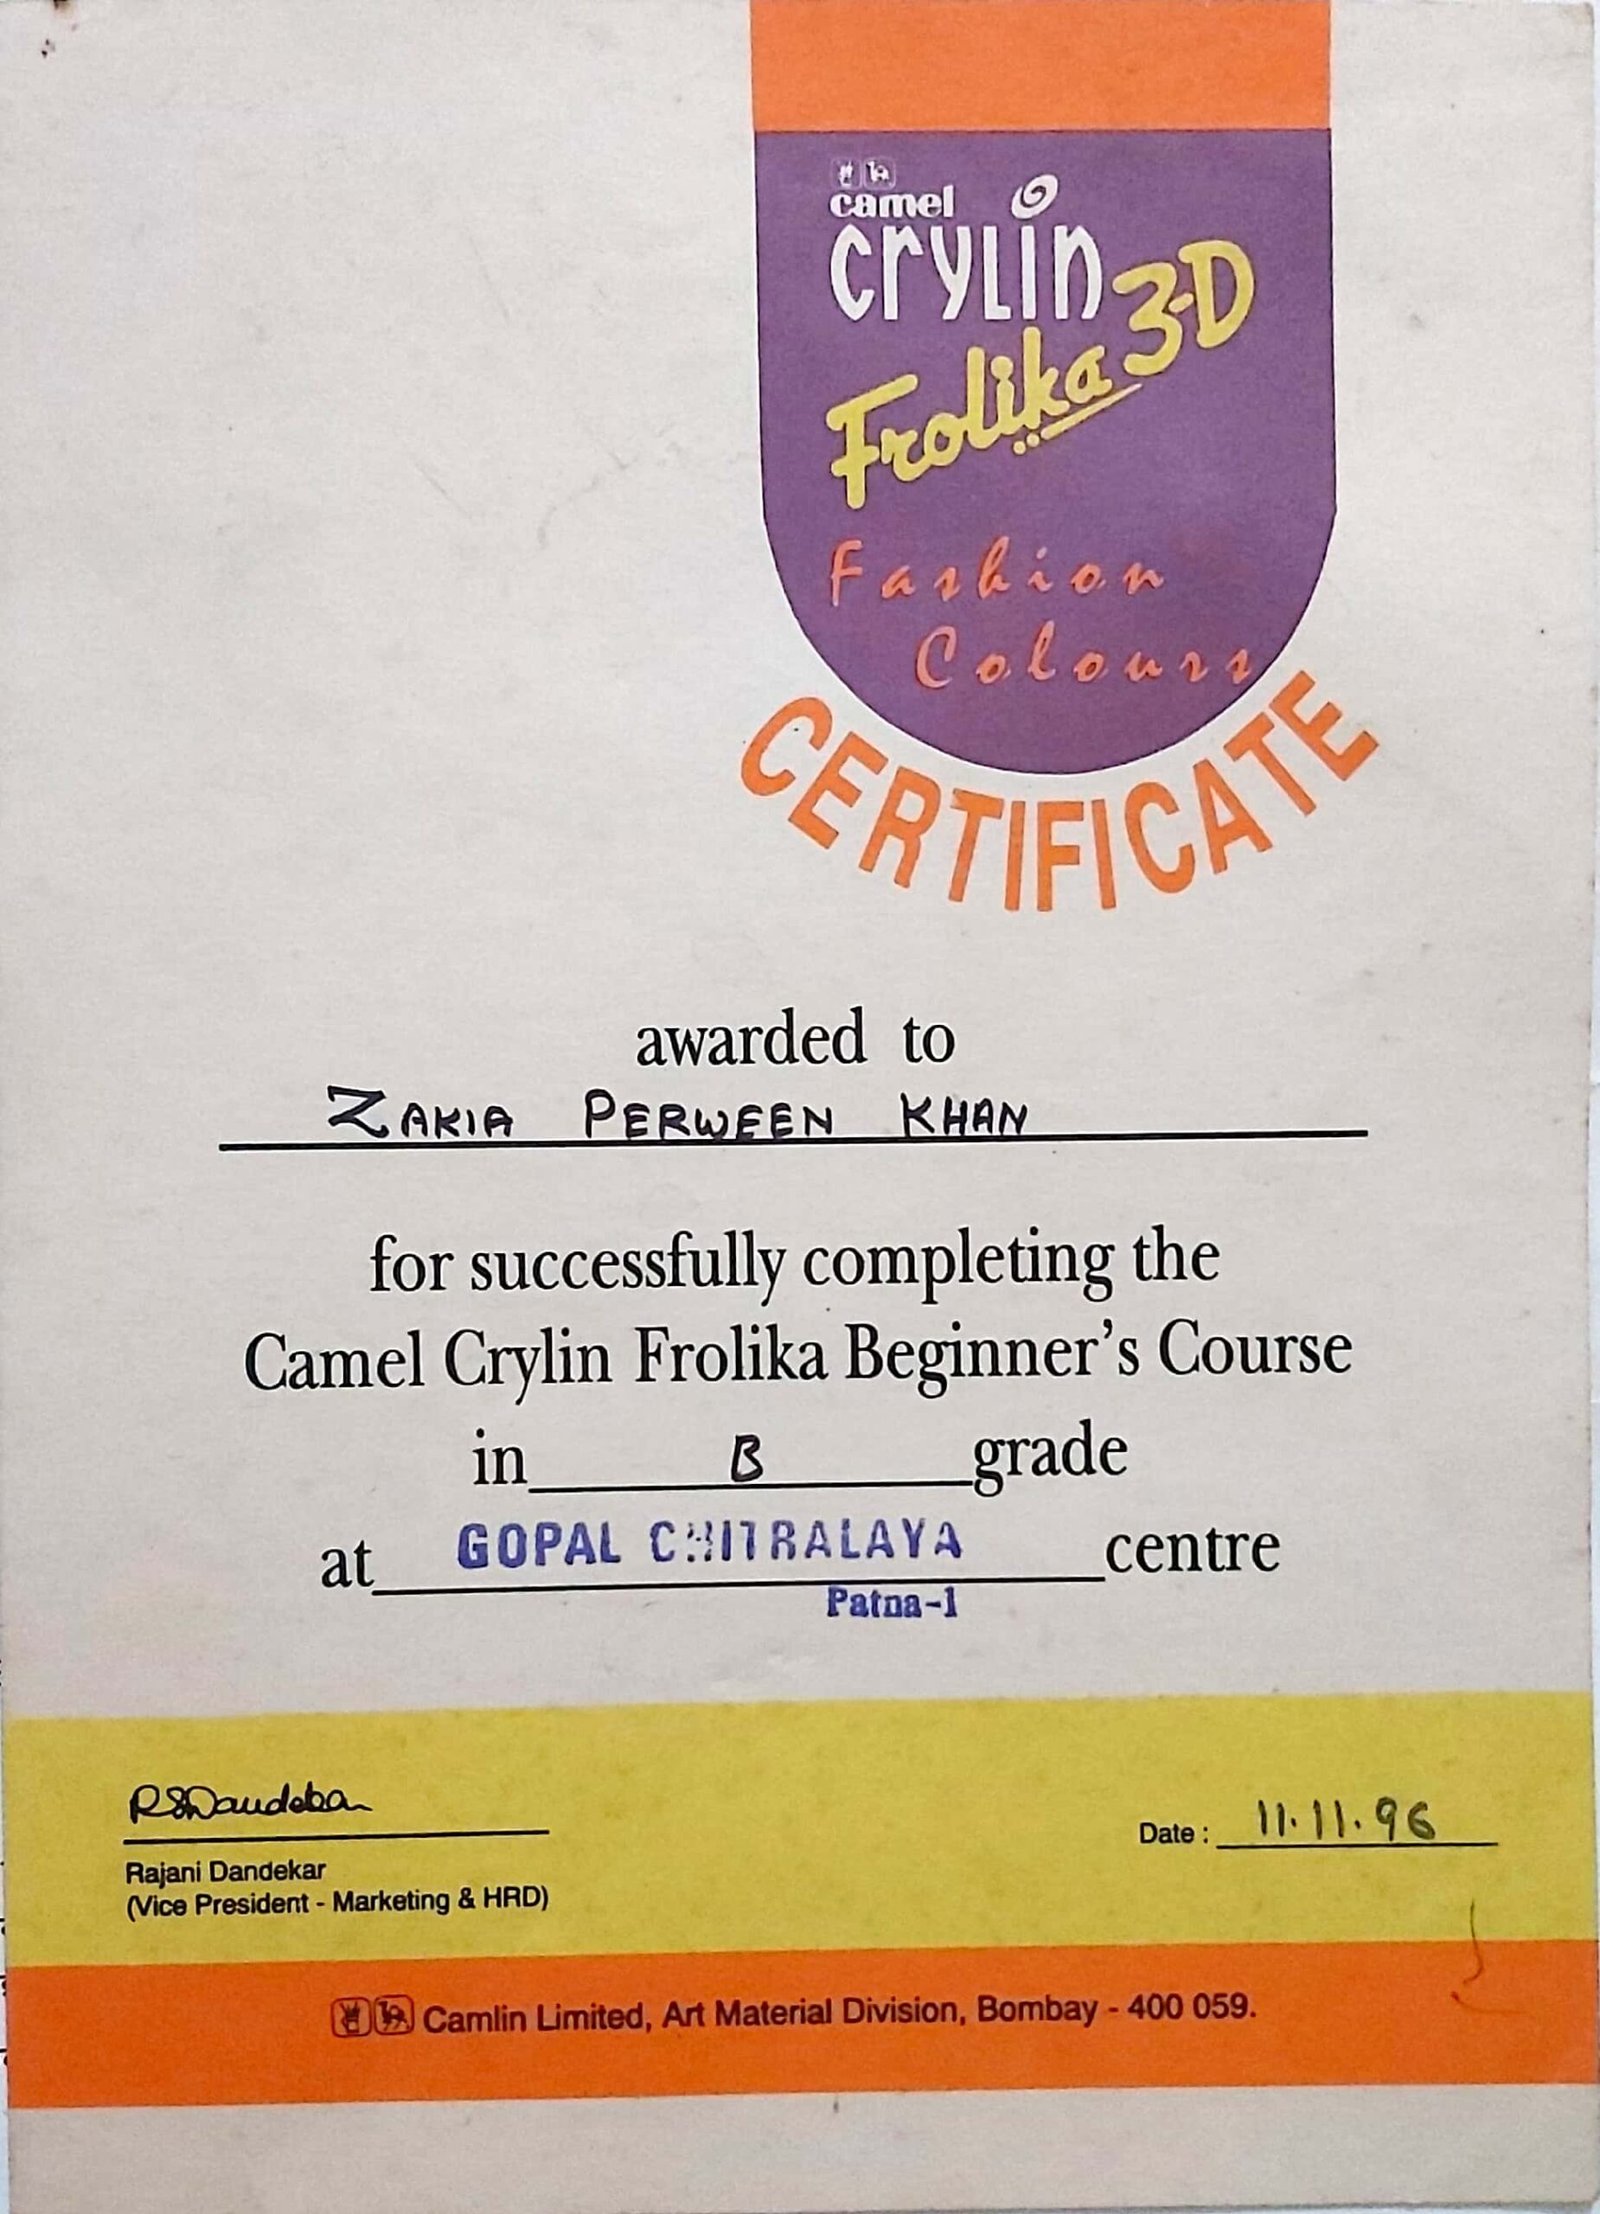 camel
crylin
Frolika 3-D
Fashion
Colours
CERTIFICATE
awarded to
ZAKIA PERWEEN KHAN
for successfully completing the
Camel Crylin Frolika Beginner's Course
in B grade
at GOPAL CHITRALAYA centre
Patna-1
RSDandekar
Date : 11.11.96
Rajani Dandekar
(Vice President - Marketing & HRD)
Camlin Limited, Art Material Division, Bombay - 400 059.